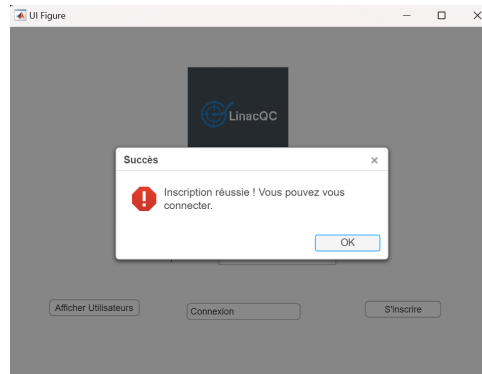 UI Figure
LinacQC
Succès
Inscription réussie ! Vous pouvez vous
connecter.
OK
Afficher Utilisateurs
Connexion
S'inscrire